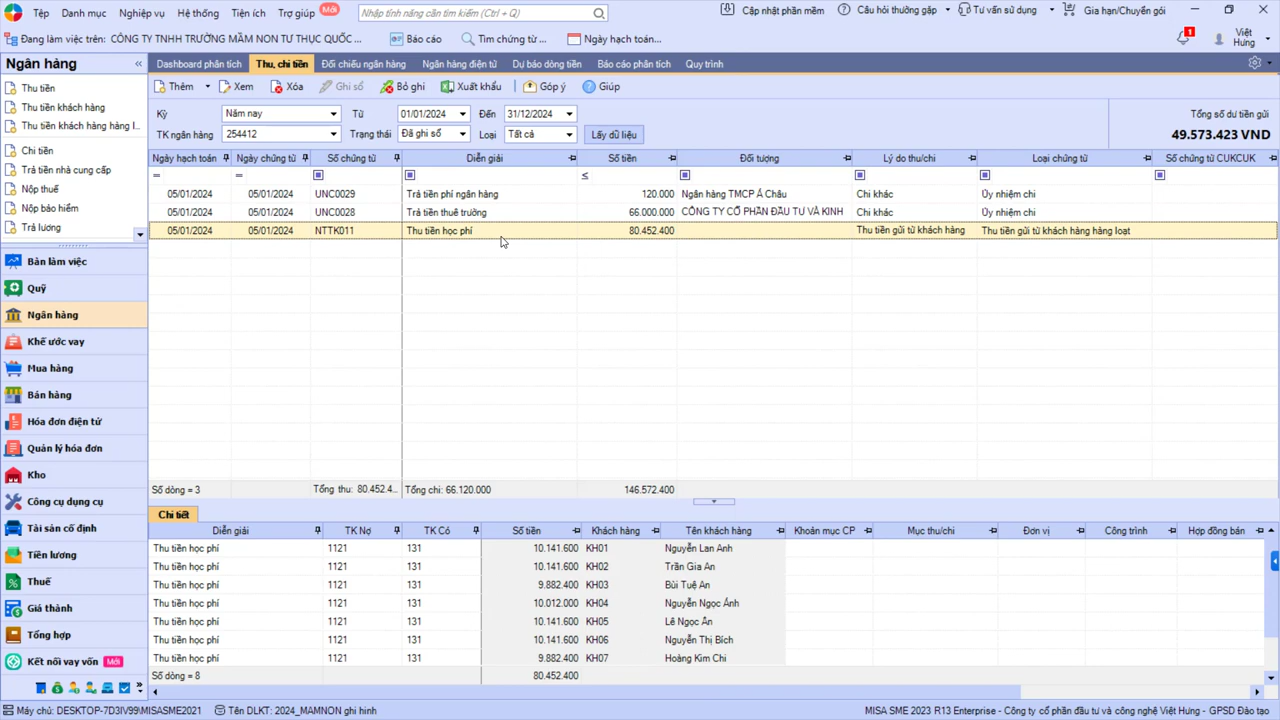 Tệp Danh mục Nghiệp vụ Hệ thống Tiện ích Trợ giúp Mới Nhập tính năng cần tìm kiếm (Ctrl + Q) Cập nhật phần mềm Câu hỏi thường gặp Tư vấn sử dụng Gia hạn/Chuyển gói
Đang làm việc trên: CÔNG TY TNHH TRƯỜNG MẦM NON TƯ THỤC QUỐC ... Báo cáo Tìm chứng từ ... Ngày hạch toán... 1 Việt Hưng
Ngân hàng « Dashboard phân tích Thu, chi tiền Đối chiếu ngân hàng Ngân hàng điện tử Dự báo dòng tiền Báo cáo phân tích Quy trình
Thu tiền
Thu tiền khách hàng
Thu tiền khách hàng hàng l...
Chi tiền
Trả tiền nhà cung cấp
Nộp thuế
Nộp bảo hiểm
Trả lương
Bàn làm việc
Quỹ
Ngân hàng
Khế ước vay
Mua hàng
Bán hàng
Hóa đơn điện tử
Quản lý hóa đơn
Kho
Công cụ dụng cụ
Tài sản cố định
Tiền lương
Thuế
Giá thành
Tổng hợp
Kết nối vay vốn Mới
Thêm Xem Xóa Ghi sổ Bỏ ghi Xuất khẩu Góp ý Giúp
Kỳ Năm nay Từ 01/01/2024 Đến 31/12/2024 Tổng số dư tiền gửi
TK ngân hàng 254412 Trạng thái Đã ghi sổ Loại Tất cả Lấy dữ liệu 49.573.423 VND
Ngày hạch toán Ngày chứng từ Số chứng từ Diễn giải Số tiền Đối tượng Lý do thu/chi Loại chứng từ Số chứng từ CUKCUK
= = ≤
05/01/2024 05/01/2024 UNC0029 Trả tiền phí ngân hàng 120.000 Ngân hàng TMCP Á Châu Chi khác Ủy nhiệm chi
05/01/2024 05/01/2024 UNC0028 Trả tiền thuê trường 66.000.000 CÔNG TY CỔ PHẦN ĐẦU TƯ VÀ KINH Chi khác Ủy nhiệm chi
05/01/2024 05/01/2024 NTTK011 Thu tiền học phí 80.452.400 Thu tiền gửi từ khách hàng Thu tiền gửi từ khách hàng hàng loạt
Số dòng = 3 Tổng thu: 80.452.4... Tổng chi: 66.120.000 146.572.400
Chi tiết
Diễn giải TK Nợ TK Có Số tiền Khách hàng Tên khách hàng Khoản mục CP Mục thu/chi Đơn vị Công trình Hợp đồng bán
Thu tiền học phí 1121 131 10.141.600 KH01 Nguyễn Lan Anh
Thu tiền học phí 1121 131 10.141.600 KH02 Trần Gia An
Thu tiền học phí 1121 131 9.882.400 KH03 Bùi Tuệ An
Thu tiền học phí 1121 131 10.012.000 KH04 Nguyễn Ngọc Ánh
Thu tiền học phí 1121 131 10.141.600 KH05 Lê Ngọc Ân
Thu tiền học phí 1121 131 10.141.600 KH06 Nguyễn Thị Bích
Thu tiền học phí 1121 131 9.882.400 KH07 Hoàng Kim Chi
Số dòng = 8 80.452.400
Máy chủ: DESKTOP-7D3IV99\MISASME2021 Tên DLKT: 2024_MAMNON ghi hinh MISA SME 2023 R13 Enterprise - Công ty cổ phần đầu tư và công nghệ Việt Hưng - GPSD Đào tạo